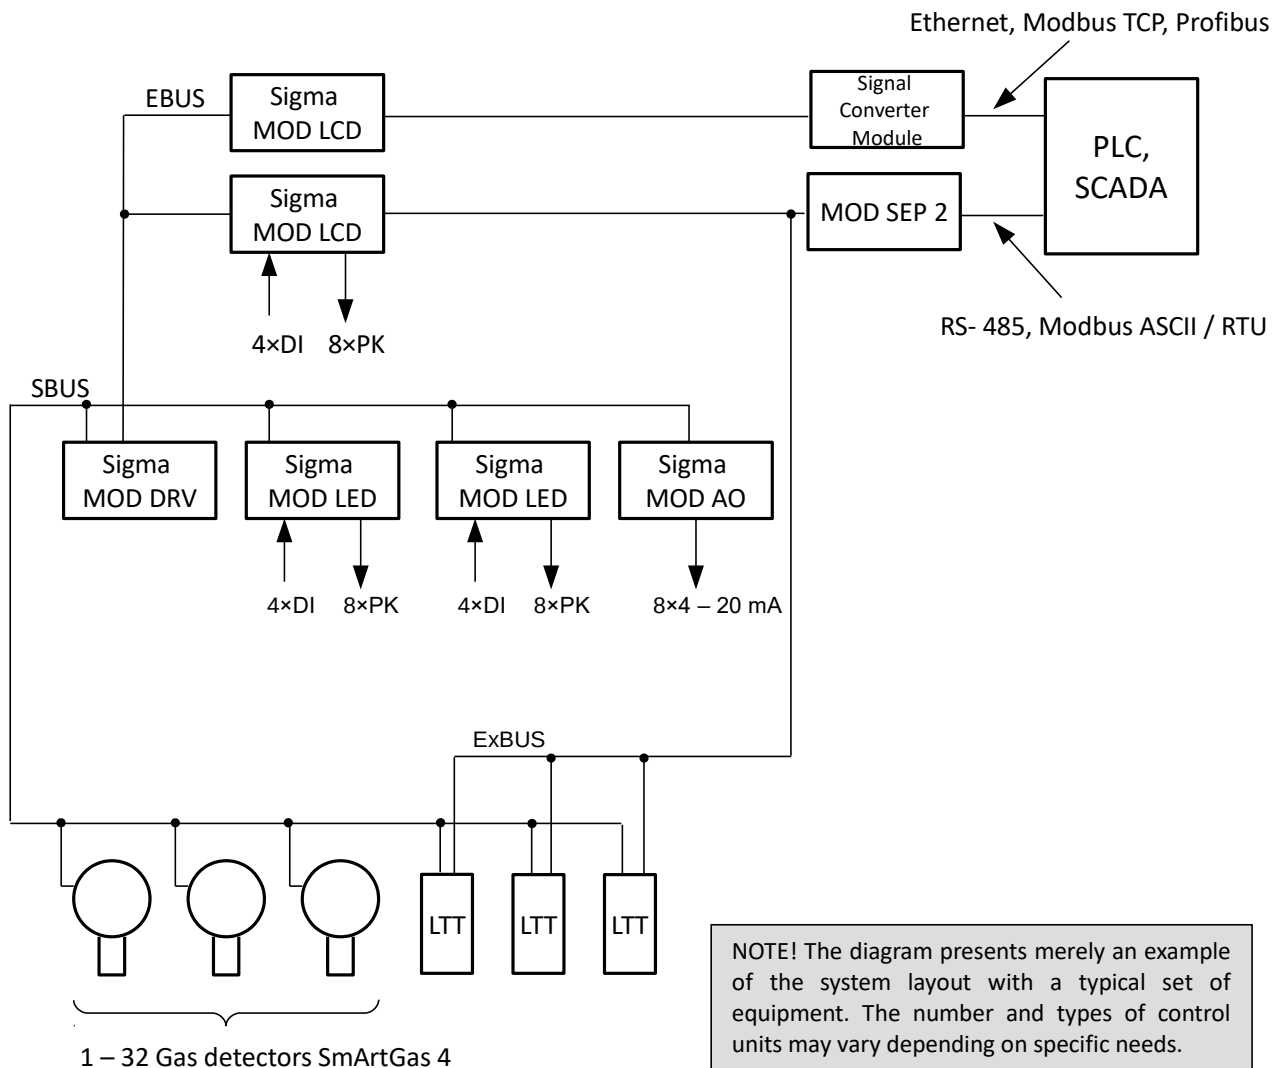 Ethernet, Modbus TCP, Profibus
EBUS
Sigma
MOD LCD
Signal
Converter
Module
PLC,
SCADA
Sigma
MOD LCD
MOD SEP 2
4×DI
8×PK
RS- 485, Modbus ASCII / RTU
SBUS
Sigma
MOD DRV
Sigma
MOD LED
Sigma
MOD LED
Sigma
MOD AO
4×DI
8×PK
4×DI
8×PK
8×4 – 20 mA
ExBUS
LTT
LTT
LTT
NOTE! The diagram presents merely an example
of the system layout with a typical set of
equipment. The number and types of control
units may vary depending on specific needs.
1 – 32 Gas detectors SmArtGas 4